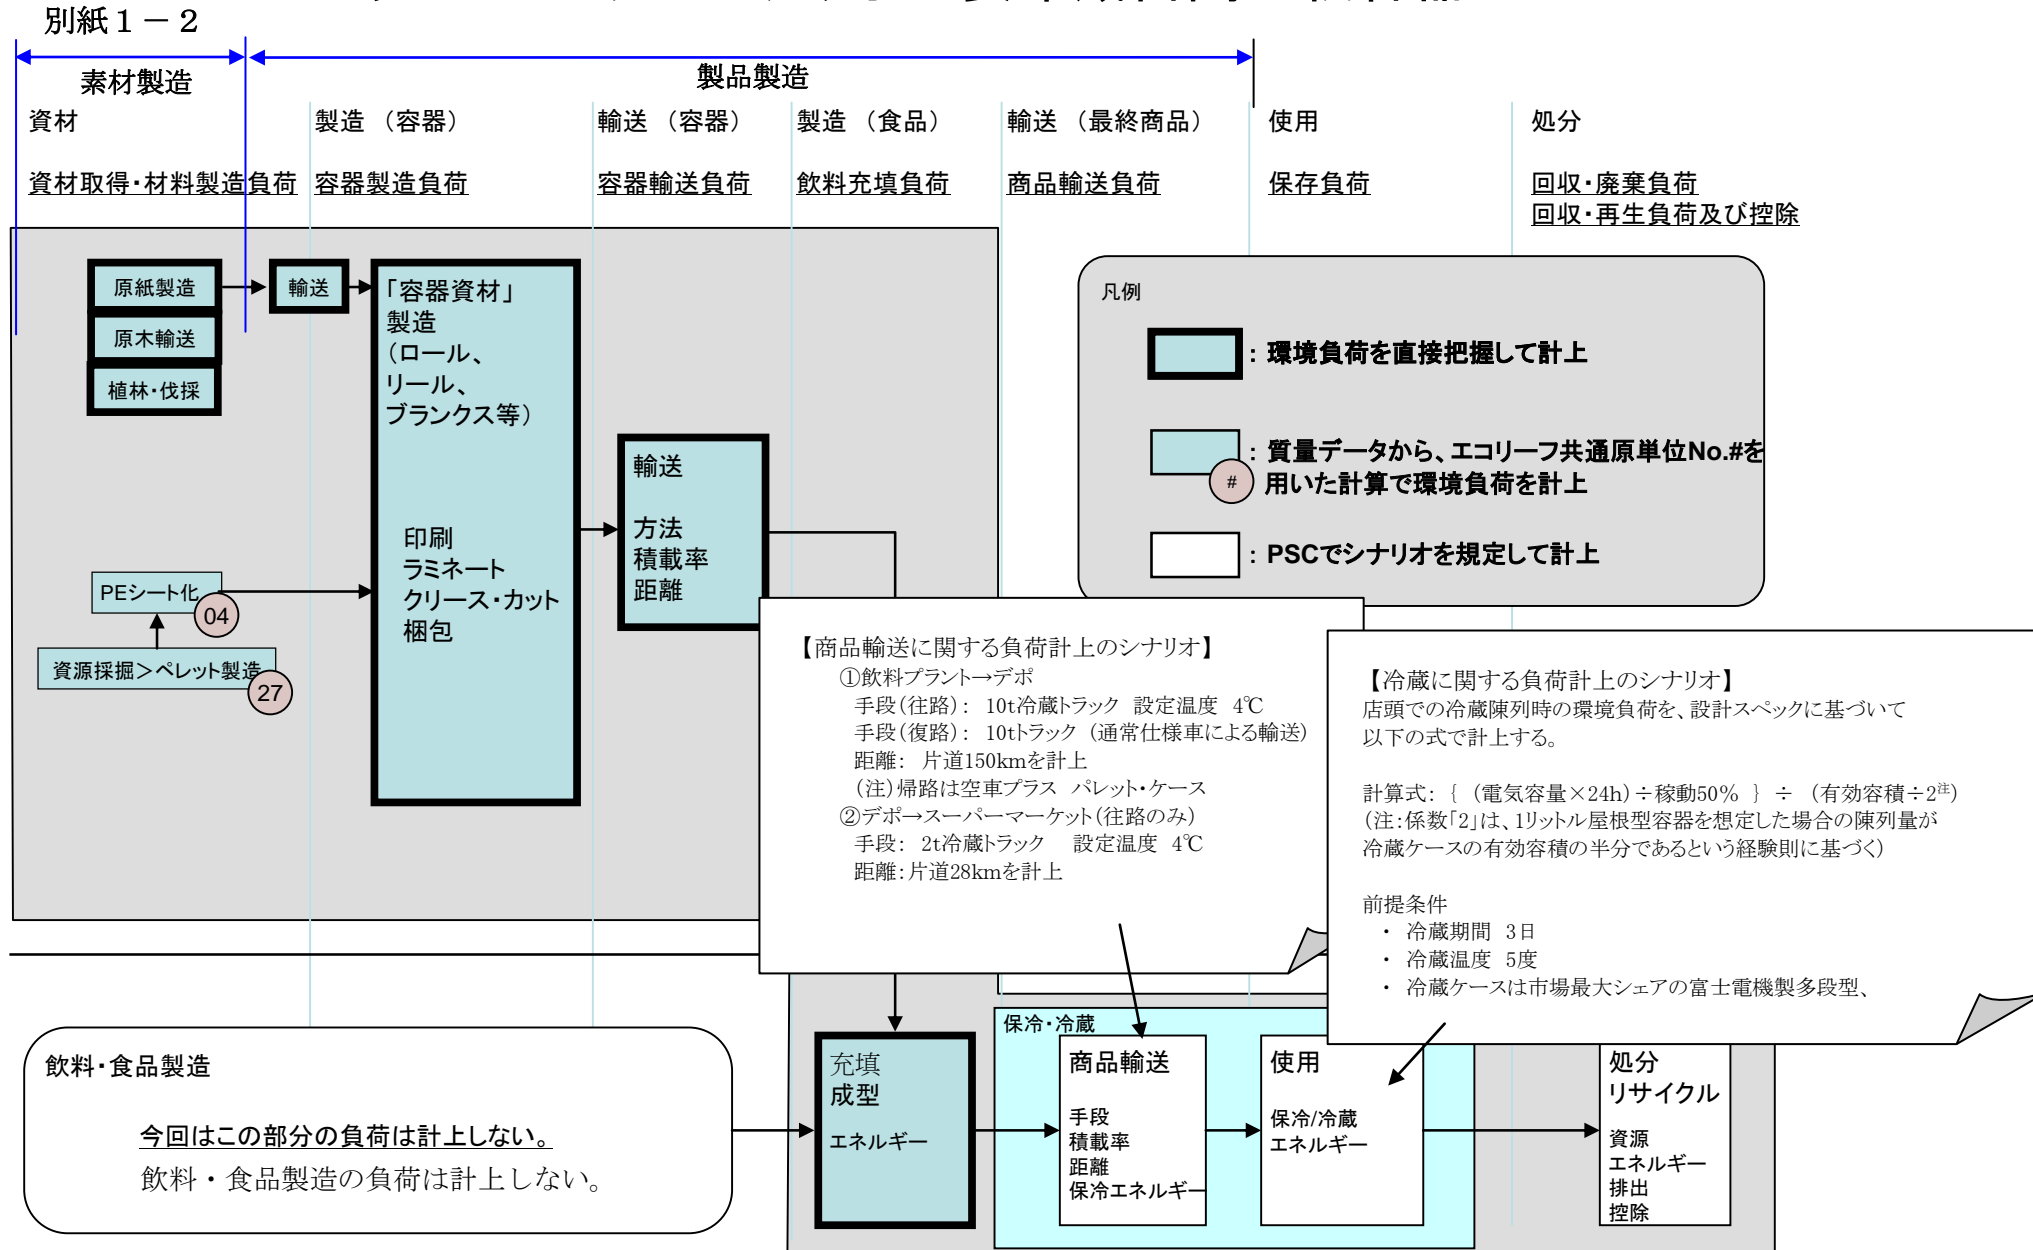 別紙１－２
素材製造
製品製造
資材
製造 （容器）
輸送 （容器）
製造 （食品）
輸送 （最終商品）
使用
処分
資材取得・材料製造負荷
容器製造負荷
容器輸送負荷
飲料充填負荷
商品輸送負荷
保存負荷
回収・廃棄負荷
回収・再生負荷及び控除
原紙製造
原木輸送
植林・伐採
輸送
「容器資材」
製造
（ロール、
リール、
ブランクス等）
印刷
ラミネート
クリース・カット
梱包
PEシート化
04
資源採掘＞ペレット製造
27
輸送
方法
積載率
距離
凡例
：環境負荷を直接把握して計上
：質量データから、エコリーフ共通原単位No.#を
用いた計算で環境負荷を計上
#
：PSCでシナリオを規定して計上
【商品輸送に関する負荷計上のシナリオ】
①飲料プラント→デポ
手段（往路）： 10t冷蔵トラック 設定温度 4℃
手段（復路）： 10tトラック （通常仕様車による輸送）
距離： 片道150kmを計上
（注）帰路は空車プラス パレット・ケース
②デポ→スーパーマーケット（往路のみ）
手段： 2t冷蔵トラック 設定温度 4℃
距離：片道28kmを計上
【冷蔵に関する負荷計上のシナリオ】
店頭での冷蔵陳列時の環境負荷を、設計スペックに基づいて
以下の式で計上する。
計算式： ｛ （電気容量×24h）÷稼動50％ ｝ ÷ （有効容積÷2注）
（注：係数「2」は、1リットル屋根型容器を想定した場合の陳列量が
冷蔵ケースの有効容積の半分であるという経験則に基づく）
前提条件
・ 冷蔵期間 3日
・ 冷蔵温度 5度
・ 冷蔵ケースは市場最大シェアの富士電機製多段型、
飲料・食品製造
今回はこの部分の負荷は計上しない。
飲料・食品製造の負荷は計上しない。
充填
成型
エネルギー
保冷・冷蔵
商品輸送
手段
積載率
距離
保冷エネルギー
使用
保冷/冷蔵
エネルギー
処分
リサイクル
資源
エネルギー
排出
控除